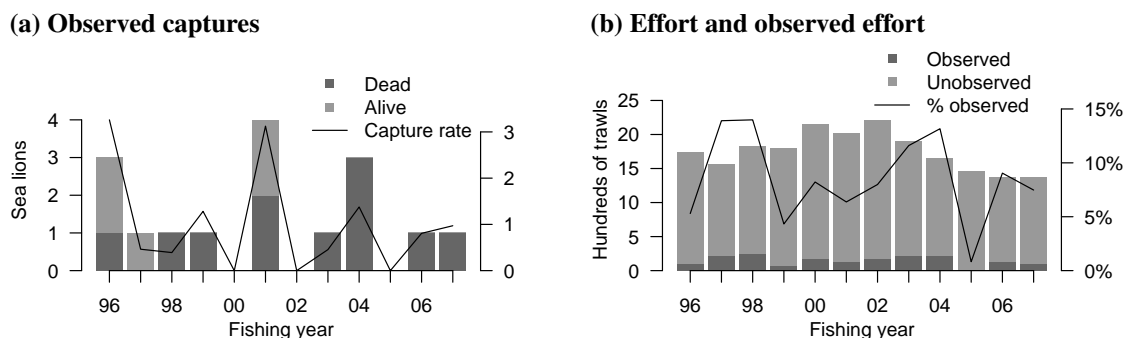 (a) Observed captures
Dead
Alive
Capture rate
Sea lions
0
1
2
3
4
0
1
2
3
96
98
00
02
04
06
Fishing year
(b) Effort and observed effort
Observed
Unobserved
% observed
Hundreds of trawls
0
5
10
15
20
25
0%
5%
10%
15%
96
98
00
02
04
06
Fishing year